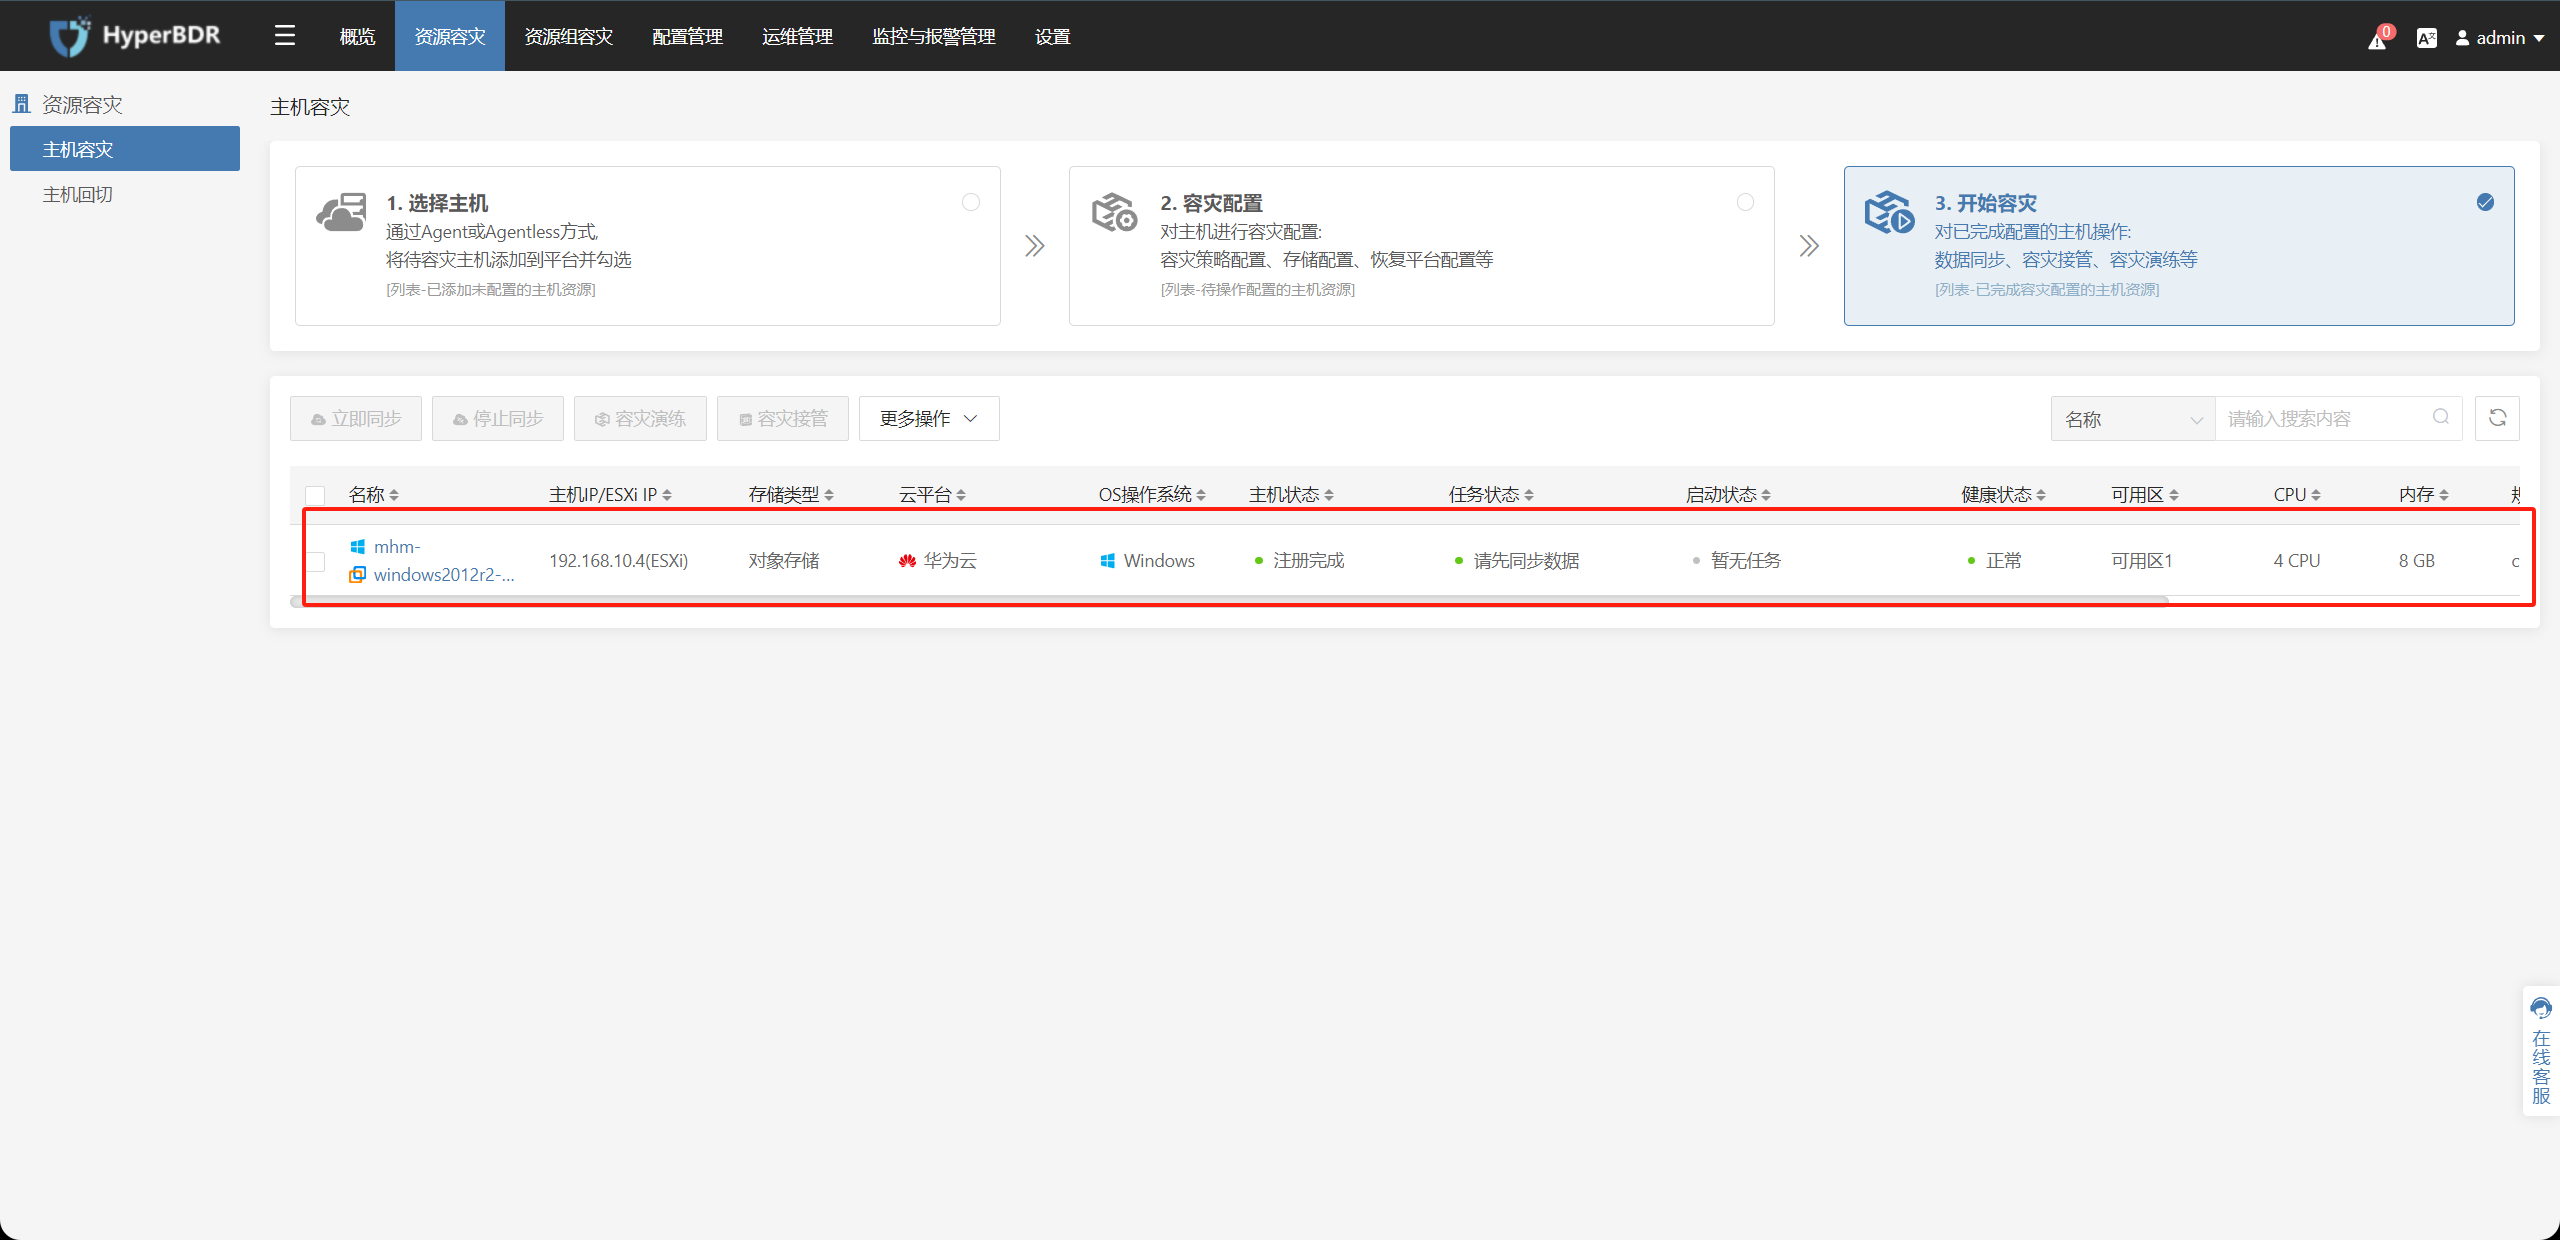 HyperBDR
概览
资源容灾
资源组容灾
配置管理
运维管理
监控与报警管理
设置
0
admin
资源容灾
主机容灾
主机回切
主机容灾
1. 选择主机
通过Agent或Agentless方式,
将待容灾主机添加到平台并勾选
[列表-已添加未配置的主机资源]
2. 容灾配置
对主机进行容灾配置:
容灾策略配置、存储配置、恢复平台配置等
[列表-待操作配置的主机资源]
3. 开始容灾
对已完成配置的主机操作:
数据同步、容灾接管、容灾演练等
[列表-已完成容灾配置的主机资源]
立即同步
停止同步
容灾演练
容灾接管
更多操作
名称
请输入搜索内容
名称 主机IP/ESXi IP 存储类型 云平台 OS操作系统 主机状态 任务状态 启动状态 健康状态 可用区 CPU 内存
mhm-
windows2012r2-...
192.168.10.4(ESXi) 对象存储 华为云 Windows 注册完成 请先同步数据 暂无任务 正常 可用区1 4 CPU 8 GB
在线客服